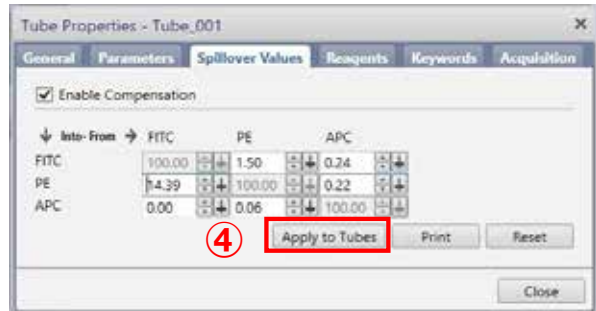 Tube Properties - Tube_001
General Parameters Spillover Values Reagents Keywords Acquisition
Enable Compensation
↓ Into- From → FITC PE APC
FITC 100.00 1.50 0.24
PE 14.39 100.00 0.22
APC 0.00 0.06 100.00
④ Apply to Tubes Print Reset
Close